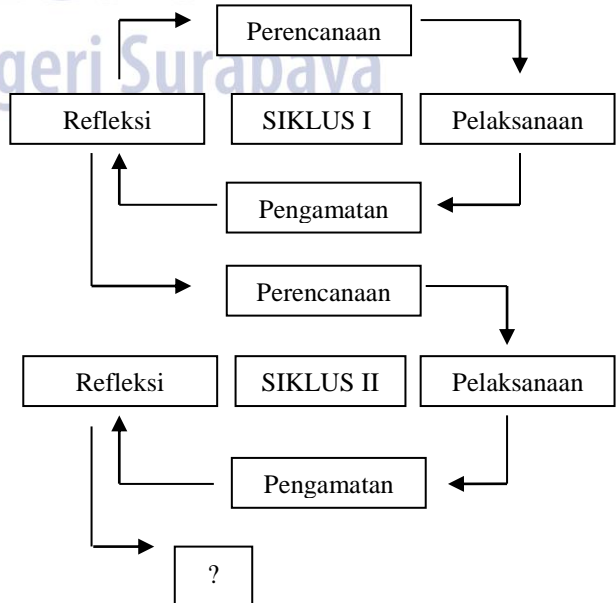 Perencanaan
geri Surabaya
Refleksi SIKLUS I Pelaksanaan
Pengamatan
Perencanaan
Refleksi SIKLUS II Pelaksanaan
Pengamatan
?